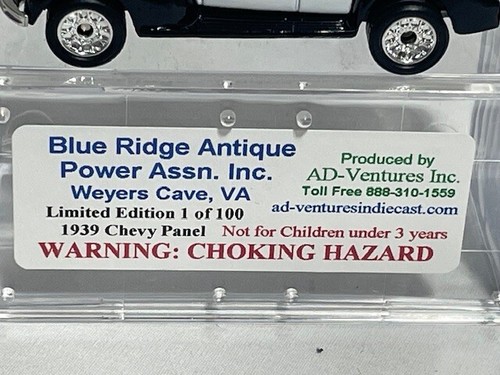 Blue Ridge Antique
Power Assn. Inc.
Weyers Cave, VA
Limited Edition 1 of 100
1939 Chevy Panel
Produced by
AD-Ventures Inc.
Toll Free 888-310-1559
ad-venturesindiecast.com
Not for Children under 3 years
WARNING: CHOKING HAZARD